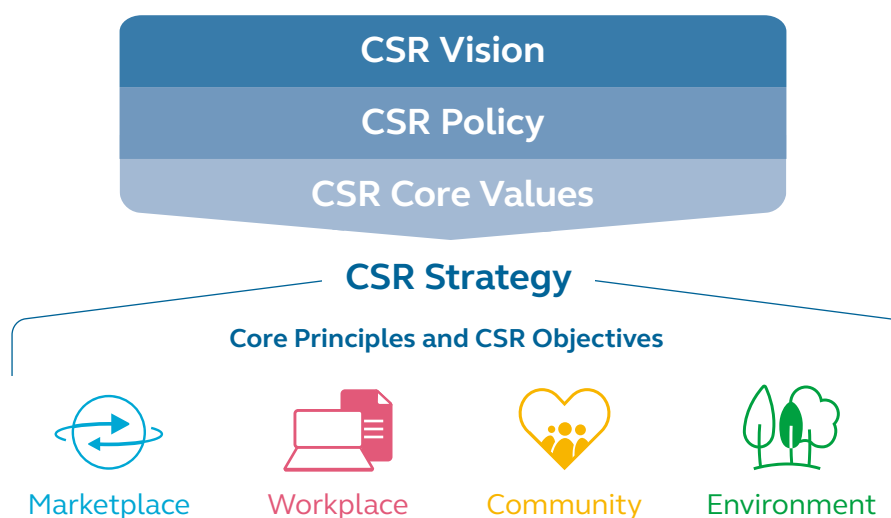 CSR Vision
CSR Policy
CSR Core Values
CSR Strategy
Core Principles and CSR Objectives
Marketplace
Workplace
Community
Environment